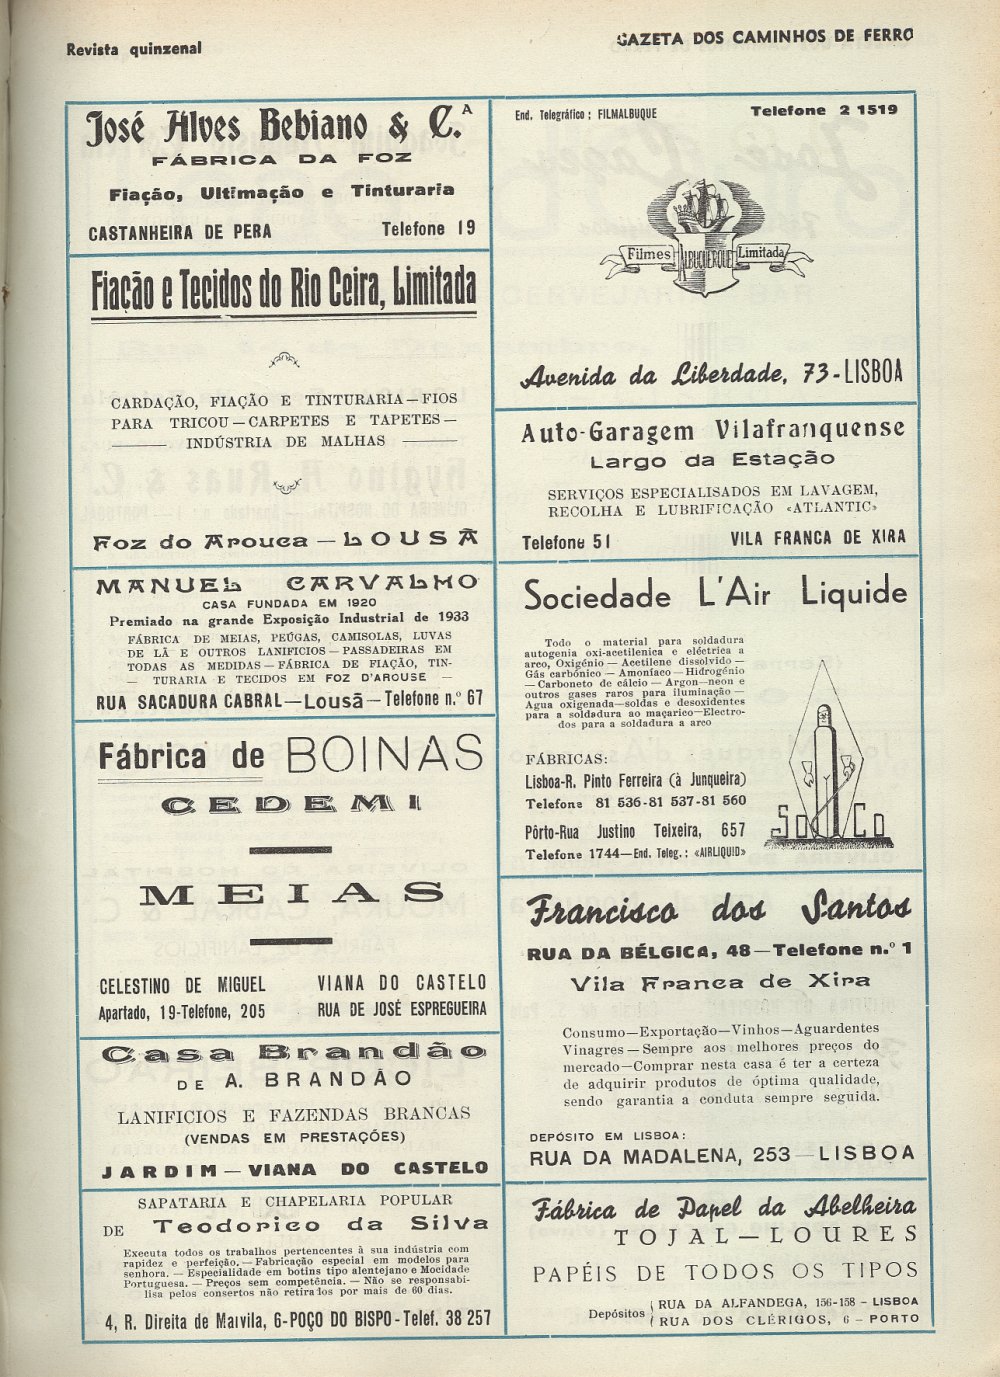 Revista quinzenal
GAZETA DOS CAMINHOS DE FERRO
José Alves Bebiano & C.ᴬ
FÁBRICA DA FOZ
Fiação, Ultimação e Tinturaria
CASTANHEIRA DE PERA Telefone 19
Fiação e Tecidos do Rio Ceira, Limitada
CARDAÇÃO, FIAÇÃO E TINTURARIA—FIOS
PARA TRICOU—CARPETES E TAPETES—
INDÚSTRIA DE MALHAS
Foz do Arouca — LOUSÃ
MANUEL CARVALHO
CASA FUNDADA EM 1920
Premiado na grande Exposição Industrial de 1933
FÁBRICA DE MEIAS, PEÚGAS, CAMISOLAS, LUVAS
DE LÃ E OUTROS LANIFICIOS—PASSADEIRAS EM
TODAS AS MEDIDAS—FÁBRICA DE FIAÇÃO, TIN-
— TURARIA E TECIDOS EM FOZ D'AROUSE —
RUA SACADURA CABRAL—Lousã—Telefone n.º 67
Fábrica de BOINAS
CEDEMI
MEIAS
CELESTINO DE MIGUEL VIANA DO CASTELO
Apartado, 19-Telefone, 205 RUA DE JOSÉ ESPREGUEIRA
Casa Brandão
DE A. BRANDÃO
LANIFICIOS E FAZENDAS BRANCAS
(VENDAS EM PRESTAÇÕES)
JARDIM—VIANA DO CASTELO
SAPATARIA E CHAPELARIA POPULAR
DE Teodorico da Silva
Executa todos os trabalhos pertencentes à sua indústria com
rapidez e perfeição. — Fabricação especial em modelos para
senhora. — Especialidade em botins tipo alentejano e Mocidade
Portuguesa. — Preços sem competência. — Não se responsabi-
lisa pelos consertos não retirados por mais de 60 dias.
4, R. Direita de Marvila, 6-POÇO DO BISPO-Telef. 38 257
End. Telegráfico: FILMALBUQUE Telefone 2 1519
Filmes ALBUQUERQUE Limitada
Avenida da Liberdade, 73-LISBOA
Auto-Garagem Vilafranquense
Largo da Estação
SERVIÇOS ESPECIALISADOS EM LAVAGEM,
RECOLHA E LUBRIFICAÇÃO «ATLANTIC»
Telefone 51 VILA FRANCA DE XIRA
Sociedade L'Air Liquide
Todo o material para soldadura
autogenia oxi-acetilenica e eléctrica a
arco, Oxigénio — Acetilene dissolvido —
Gás carbónico — Amoníaco—Hidrogénio
—Carboneto de cálcio—Argon—neon e
outros gases raros para iluminação —
Agua oxigenada—soldas e desoxidentes
para a soldadura ao maçarico—Electro-
dos para a soldadura a arco
FÁBRICAS:
Lisboa-R. Pinto Ferreira (à Junqueira)
Telefone 81 536-81 537-81 560
Pôrto-Rua Justino Teixeira, 657
Telefone 1744—End. Teleg.: «AIRLIQUID»
SodCo
Francisco dos Santos
RUA DA BÉLGICA, 48—Telefone n.º 1
Vila Franca de Xira
Consumo—Exportação—Vinhos—Aguardentes
Vinagres—Sempre aos melhores preços do
mercado—Comprar nesta casa é ter a certeza
de adquirir produtos de óptima qualidade,
sendo garantia a conduta sempre seguida.
DEPÓSITO EM LISBOA:
RUA DA MADALENA, 253—LISBOA
Fábrica de Papel da Abelheira
TOJAL—LOURES
PAPÉIS DE TODOS OS TIPOS
Depósitos { RUA DA ALFANDEGA, 156-158 - LISBOA
RUA DOS CLÉRIGOS, 6 - PORTO